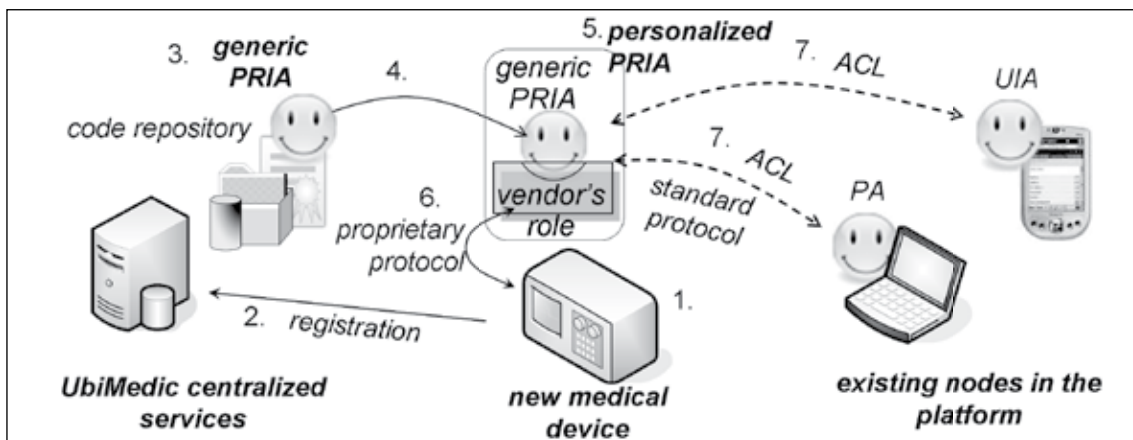 3. generic
PRIA
code repository
4.
5. personalized
PRIA
generic
PRIA
vendor's
role
6.
proprietary
protocol
7. ACL
UIA
7. ACL
standard
protocol
PA
1.
2. registration
UbiMedic centralized
services
new medical
device
existing nodes in the
platform